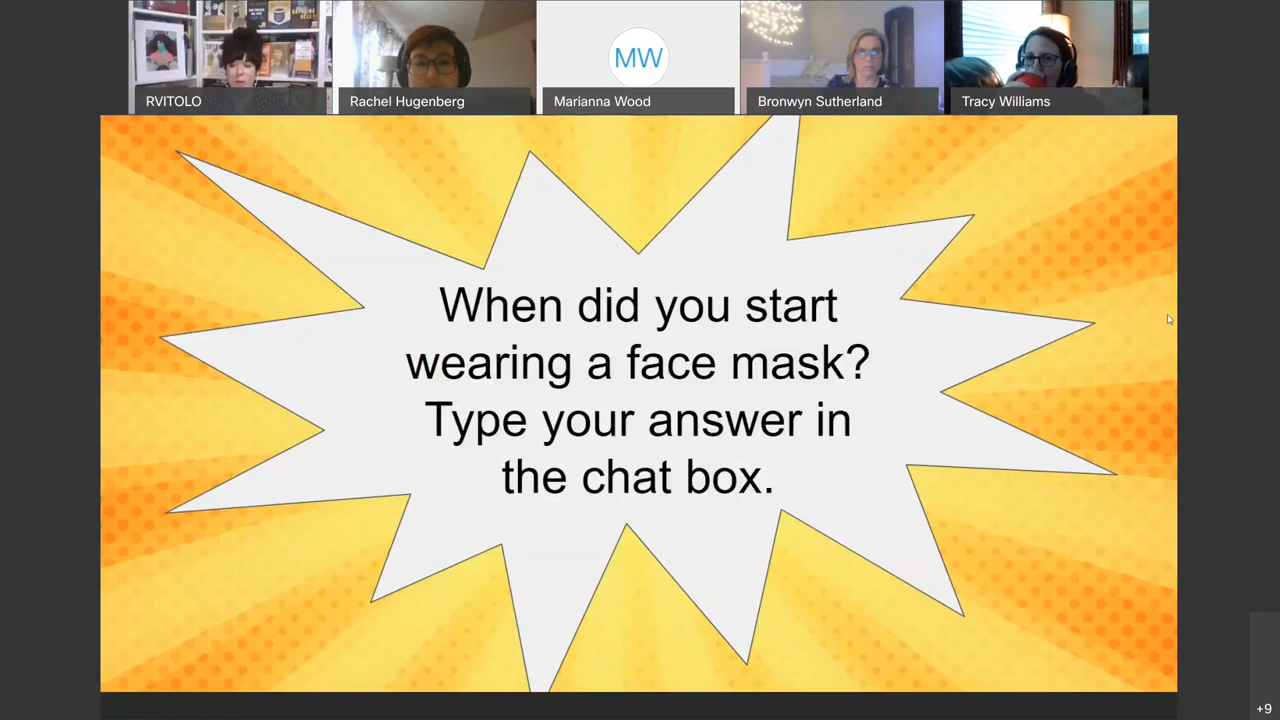 MW
RVITOLO
Rachel Hugenberg
Marianna Wood
Bronwyn Sutherland
Tracy Williams
When did you start
wearing a face mask?
Type your answer in
the chat box.
+9